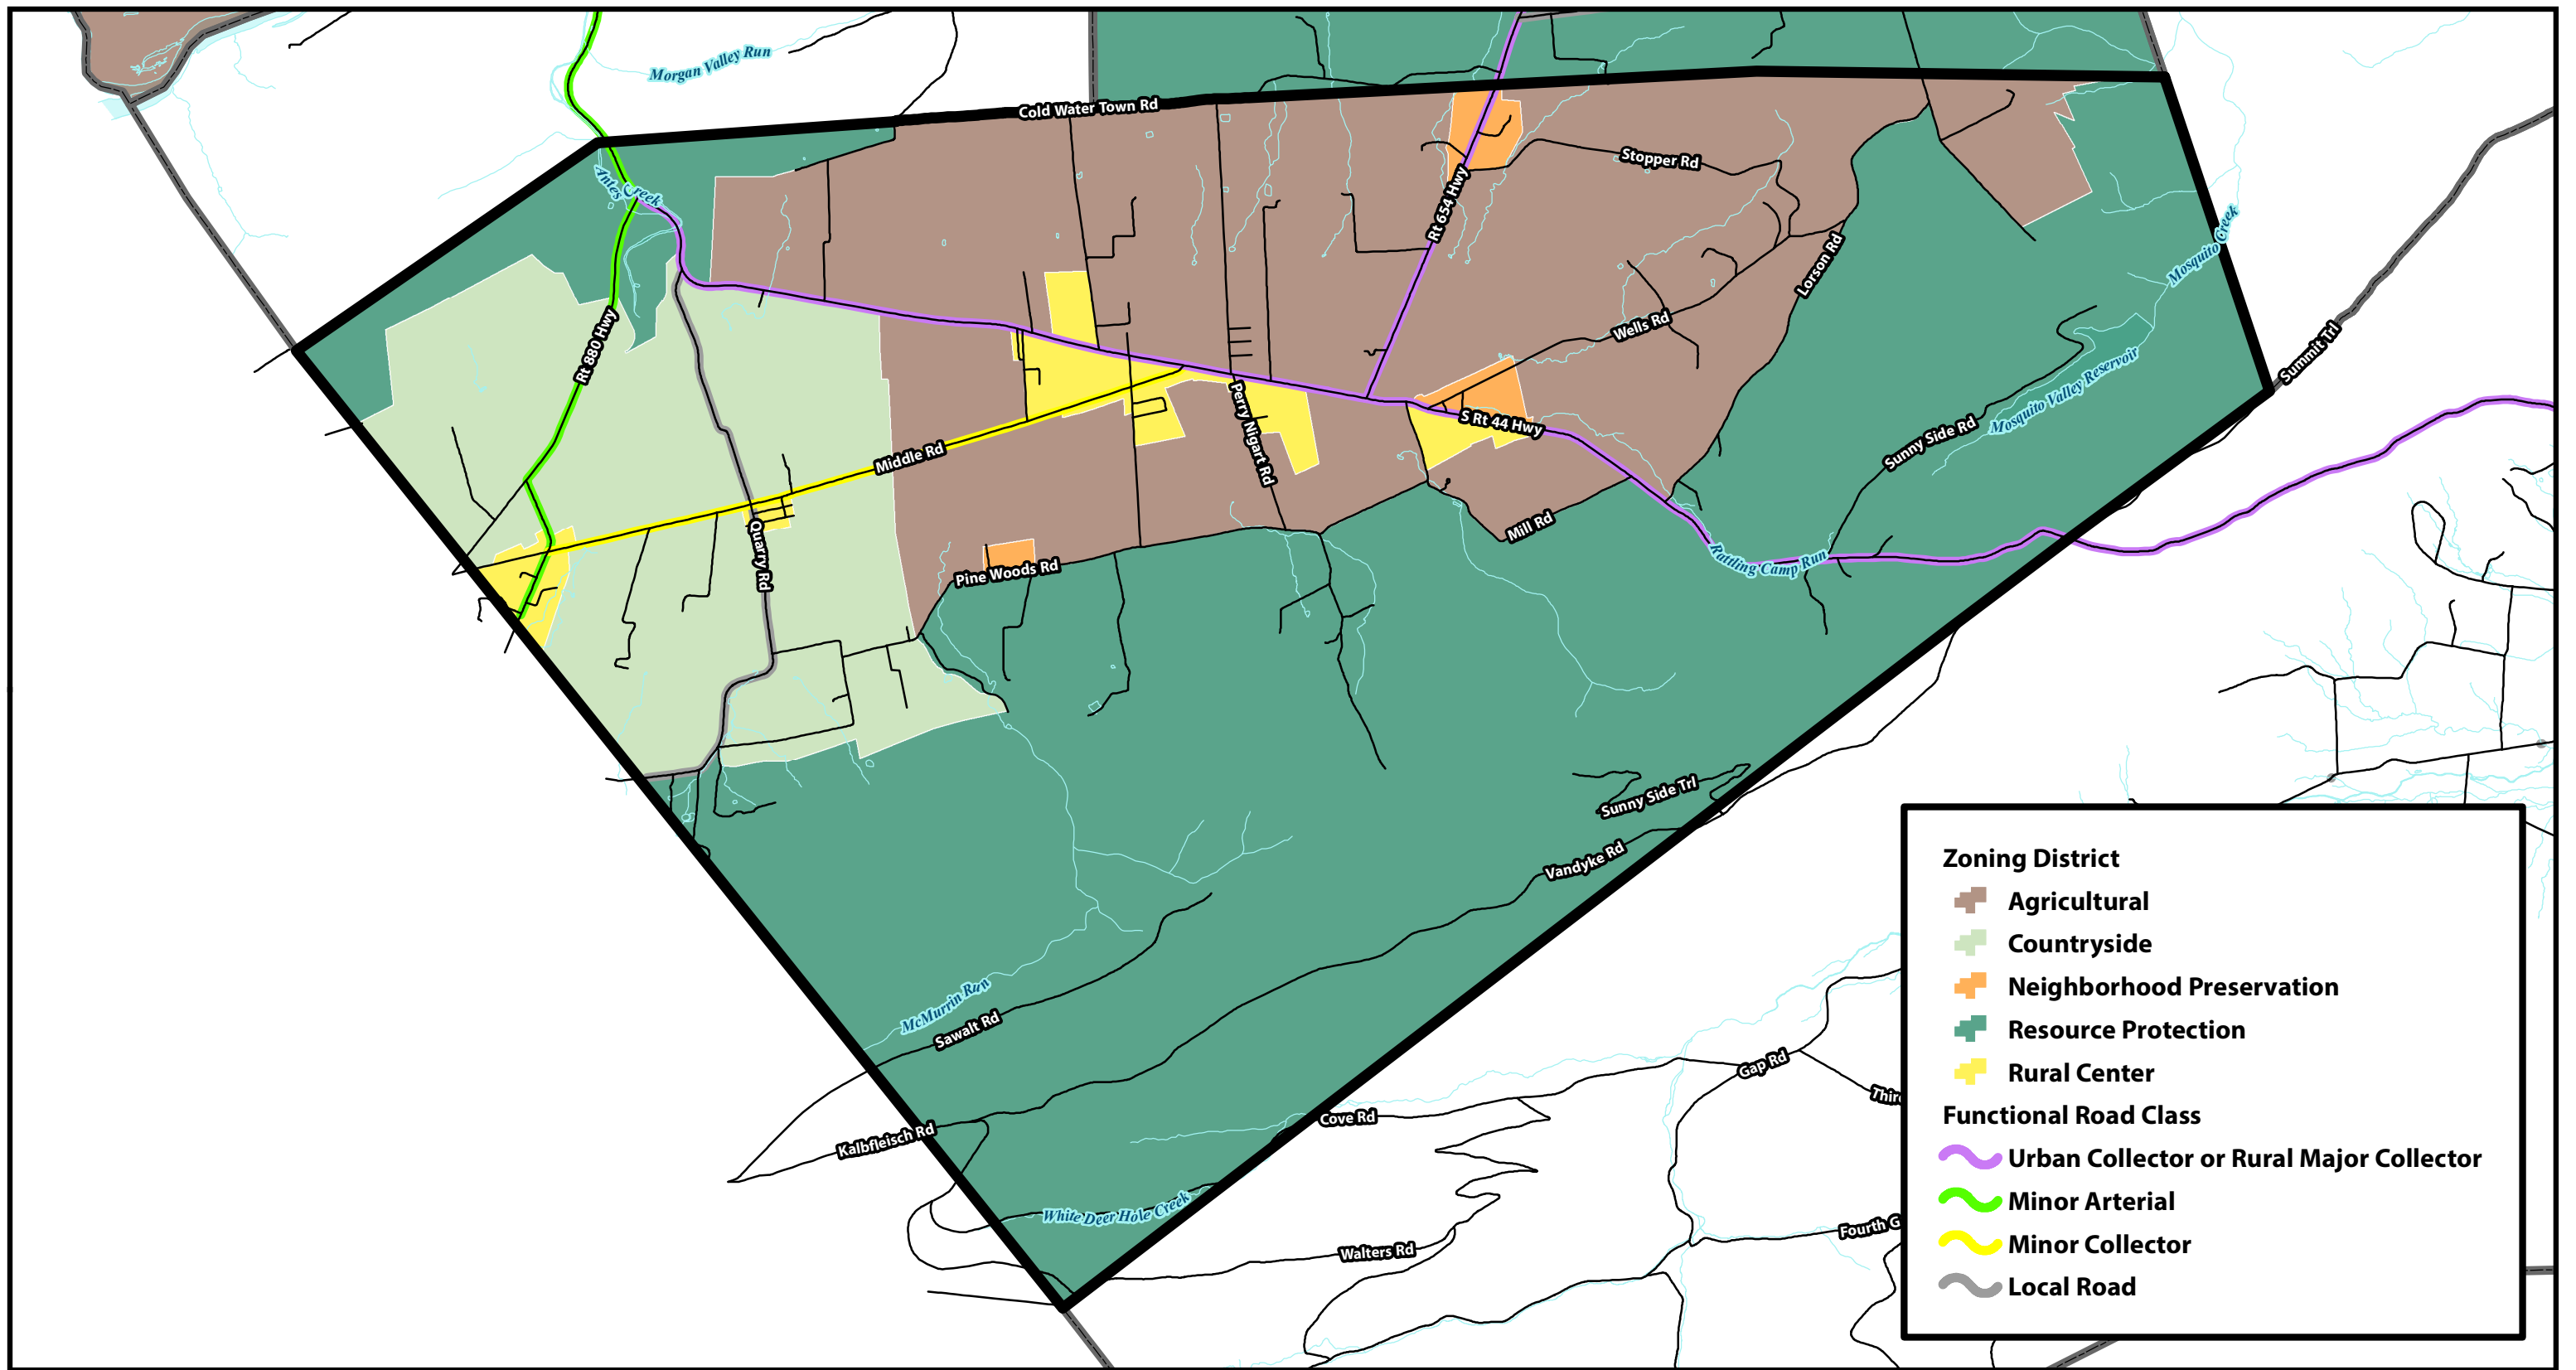 Morgan Valley Run
Cold Water Town Rd
Antes Creek
Stopper Rd
Rt 654 Hwy
Lorson Rd
Mosquito Creek
Rt 880 Hwy
Wells Rd
Summit Trl
Mosquito Valley Reservoir
Perry Nigart Rd
S Rt 44 Hwy
Sunny Side Rd
Middle Rd
Quarry Rd
Mill Rd
Rattling Camp Run
Pine Woods Rd
Sunny Side Trl
Vandyke Rd
McMurrin Run
Sawalt Rd
Gap Rd
Thir
Cove Rd
Kalbfleisch Rd
White Deer Hole Creek
Fourth G
Walters Rd
Zoning District
Agricultural
Countryside
Neighborhood Preservation
Resource Protection
Rural Center
Functional Road Class
Urban Collector or Rural Major Collector
Minor Arterial
Minor Collector
Local Road